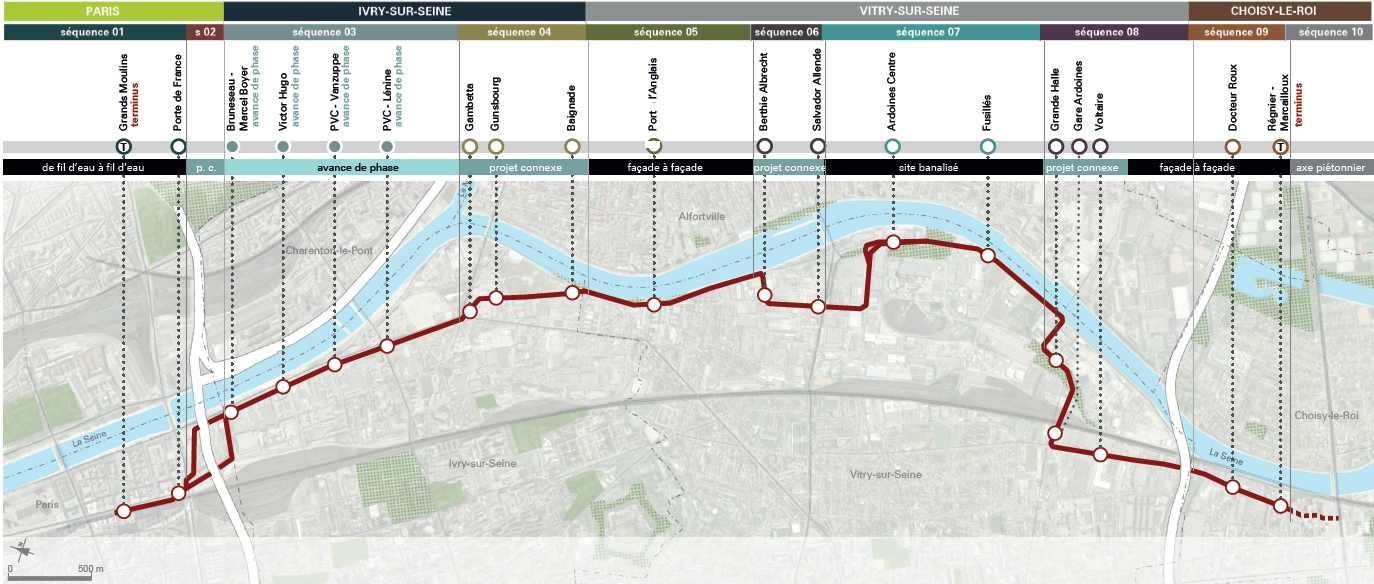 PARIS
IVRY-SUR-SEINE
VITRY-SUR-SEINE
CHOISY-LE-ROI
séquence 01
s 02
séquence 03
séquence 04
séquence 05
séquence 06
séquence 07
séquence 08
séquence 09
séquence 10
Grands Moulins
terminus
Porte de France
Bruneseau -
Marcel Boyer
avance de phase
Victor Hugo
avance de phase
PVC - Vanzuppe
avance de phase
PVC - Lénine
avance de phase
Gambetta
Gunsbourg
Baignade
Port l'Anglais
Berthie Albrecht
Salvador Allende
Ardoines Centre
Fusillés
Grande Halle
Gare Ardoines
Voltaire
Docteur Roux
Régnier -
Marcailloux
terminus
T
T
de fil d'eau à fil d'eau
p. c.
avance de phase
projet connexe
façade à façade
projet connexe
site banalisé
projet connexe
façade à façade
axe piétonnier
Alfortville
Charenton-le-Pont
La Seine
Choisy-le-Roi
La Seine
Ivry-sur-Seine
Vitry-sur-Seine
Paris
0
500 m